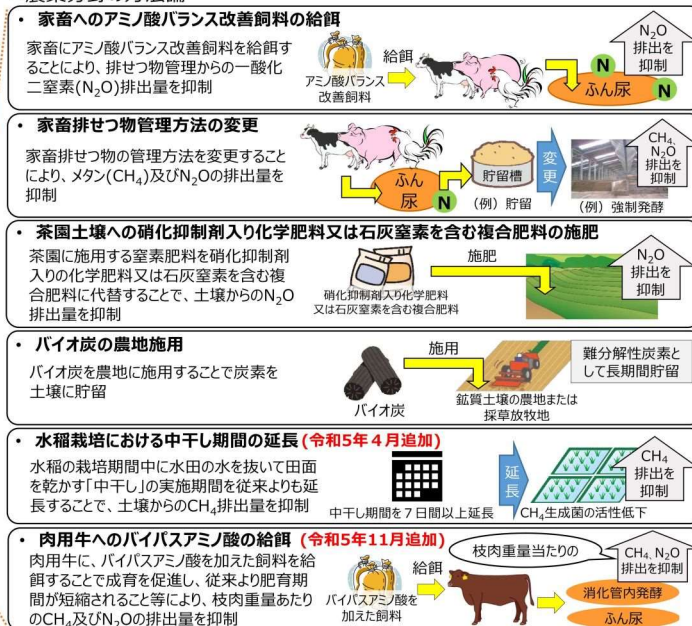 • 家畜へのアミノ酸バランス改善飼料の給餌
家畜にアミノ酸バランス改善飼料を給餌す
ることにより、排せつ物管理からの一酸化
二窒素(N₂O)排出量を抑制
アミノ酸バランス
改善飼料
給餌
N
ふん尿
N
N₂O
排出を
抑制
• 家畜排せつ物管理方法の変更
家畜排せつ物の管理方法を変更すること
により、メタン(CH₄)及びN₂Oの排出量を
抑制
ふん
尿
N
貯留槽
(例）貯留
変
更
(例）強制発酵
CH₄,
N₂O
排出を
抑制
• 茶園土壌への硝化抑制剤入り化学肥料又は石灰窒素を含む複合肥料の施肥
茶園に施用する窒素肥料を硝化抑制剤
入りの化学肥料又は石灰窒素を含む複
合肥料に代替することで、土壌からのN₂O
排出量を抑制
硝化抑制剤入り化学肥料
又は石灰窒素を含む複合肥料
施肥
N₂O
排出を
抑制
• バイオ炭の農地施用
バイオ炭を農地に施用することで炭素を
土壌に貯留
バイオ炭
施用
鉱質土壌の農地または
採草放牧地
難分解性炭素と
して長期間貯留
• 水稲栽培における中干し期間の延長 (令和5年４月追加)
水稲の栽培期間中に水田の水を抜いて田面
を乾かす「中干し」の実施期間を従来よりも延
長することで、土壌からのCH₄排出量を抑制
中干し期間を７日間以上延長
延
長
CH₄生成菌の活性低下
CH₄
排出を
抑制
• 肉用牛へのバイパスアミノ酸の給餌 (令和5年11月追加)
肉用牛に、バイパスアミノ酸を加えた飼料を給
餌することで成育を促進し、従来より肥育期
間が短縮されること等により、枝肉重量あたり
のCH₄及びN₂Oの排出量を抑制
バイパスアミノ酸を
加えた飼料
給餌
枝肉重量当たりの
CH₄, N₂O
排出を抑制
消化管内発酵
ふん尿